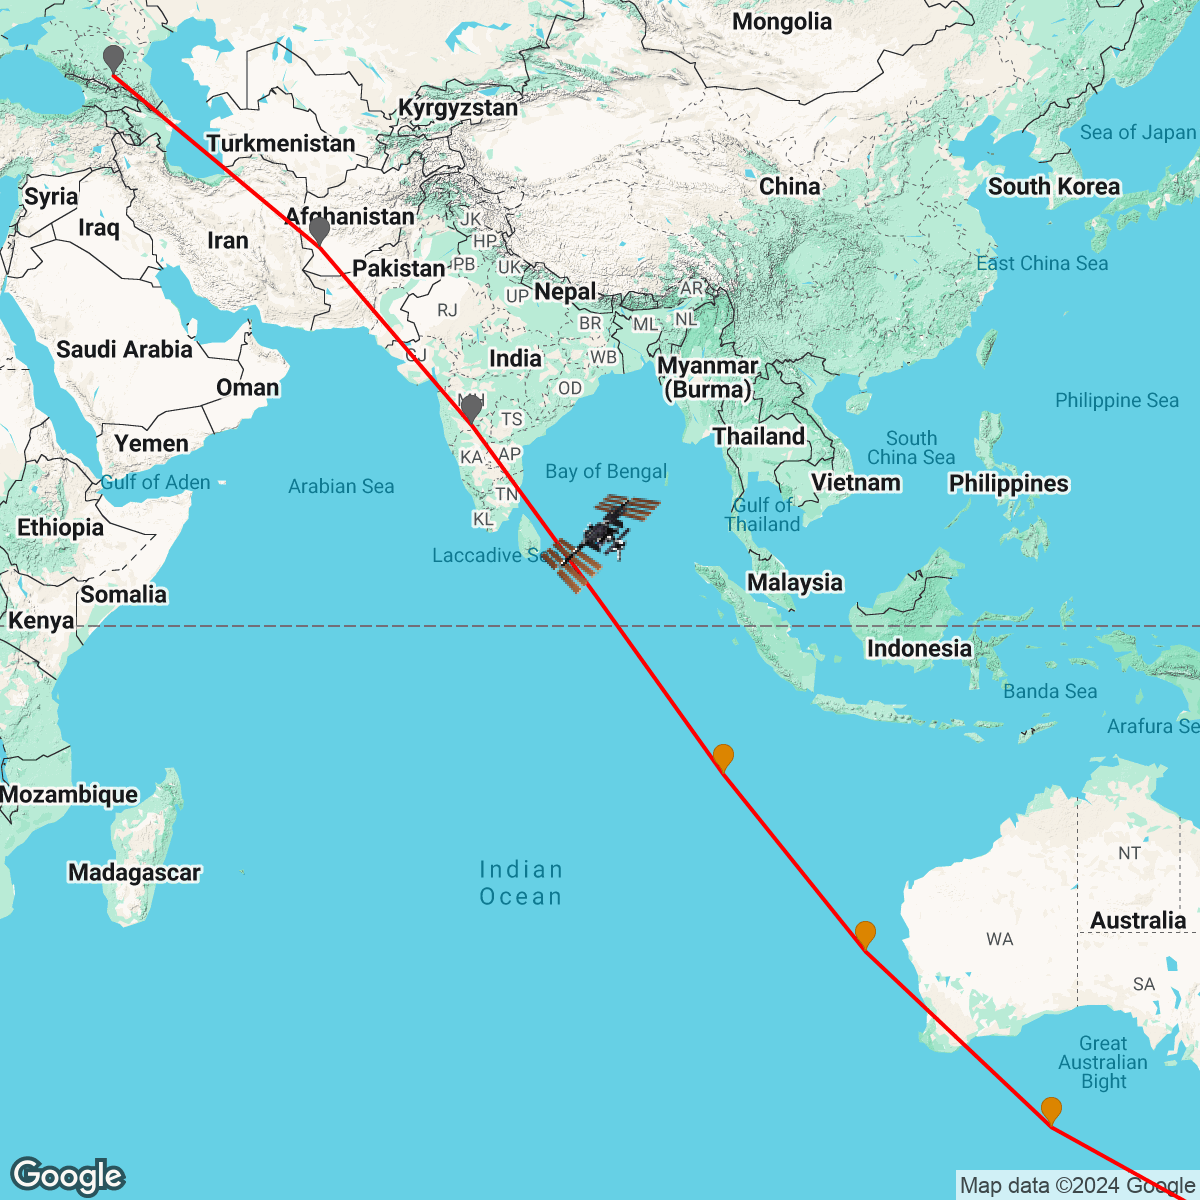 Mongolia
Kyrgyzstan
Sea of Japan
Turkmenistan
China
South Korea
Syria
Afghanistan
JK
Iraq
Iran
HP
Pakistan
PB
UK
East China Sea
Nepal
UP
AR
RJ
BR
ML
NL
Saudi Arabia
GJ
India
WB
Myanmar
(Burma)
Oman
OD
MH
Philippine Sea
TS
Yemen
Thailand
South
China Sea
KA
AP
Bay of Bengal
Gulf of Aden
Arabian Sea
Vietnam
Philippines
TN
Gulf of
Thailand
KL
Ethiopia
Laccadive Se
Malaysia
Somalia
Kenya
Indonesia
Banda Sea
Arafura Se
Mozambique
NT
Madagascar
Indian
Ocean
Australia
WA
SA
Great
Australian
Bight
Google
Map data ©2024 Google